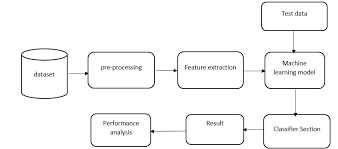 Test data
dataset
pre-processing
Feature extraction
Machine
learning model
Performance
analysis
Result
Classifier Section